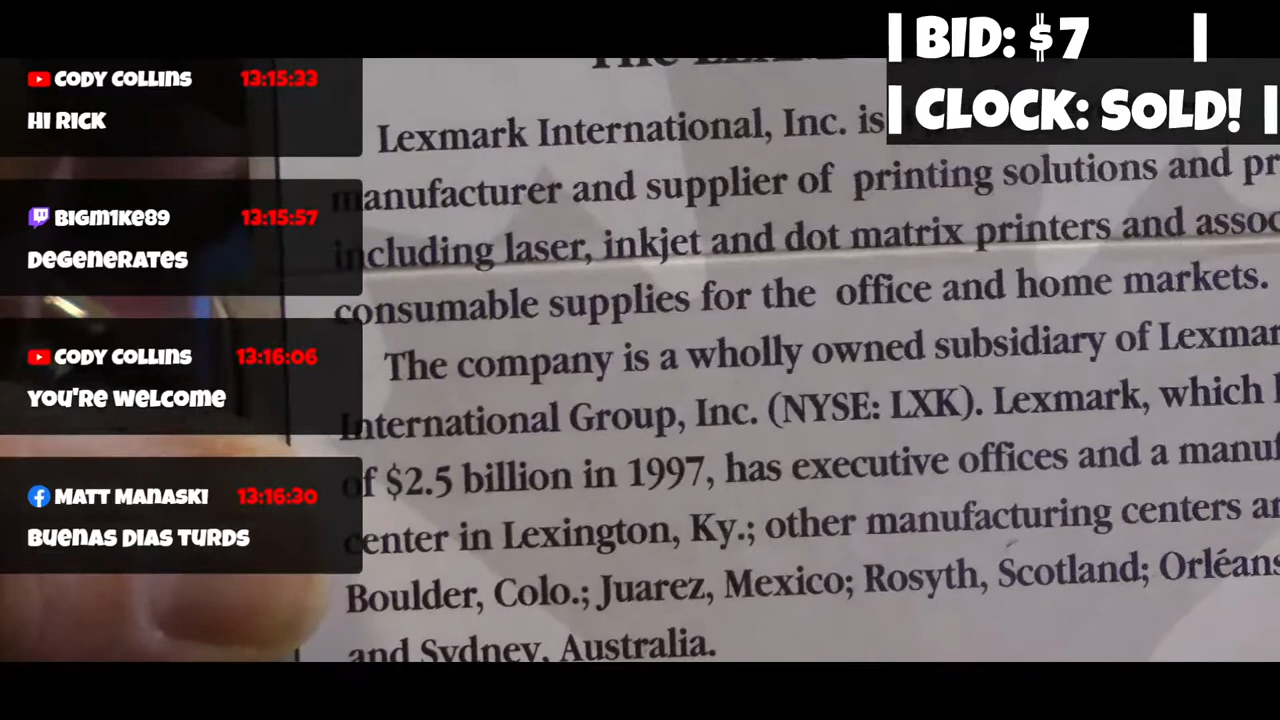 | BID: $7 |
| CLOCK: SOLD! |
CODY COLLINS 13:15:33
HI RICK
BIGM1KE89 13:15:57
DEGENERATES
CODY COLLINS 13:16:06
YOU'RE WELCOME
MATT MANASKI 13:16:30
BUENAS DIAS TURDS
Lexmark International, Inc. is
manufacturer and supplier of printing solutions and pr
including laser, inkjet and dot matrix printers and assoc
consumable supplies for the office and home markets.
The company is a wholly owned subsidiary of Lexmar
International Group, Inc. (NYSE: LXK). Lexmark, which
of $2.5 billion in 1997, has executive offices and a manuf
center in Lexington, Ky.; other manufacturing centers ar
Boulder, Colo.; Juarez, Mexico; Rosyth, Scotland; Orléans
and Sydney, Australia.